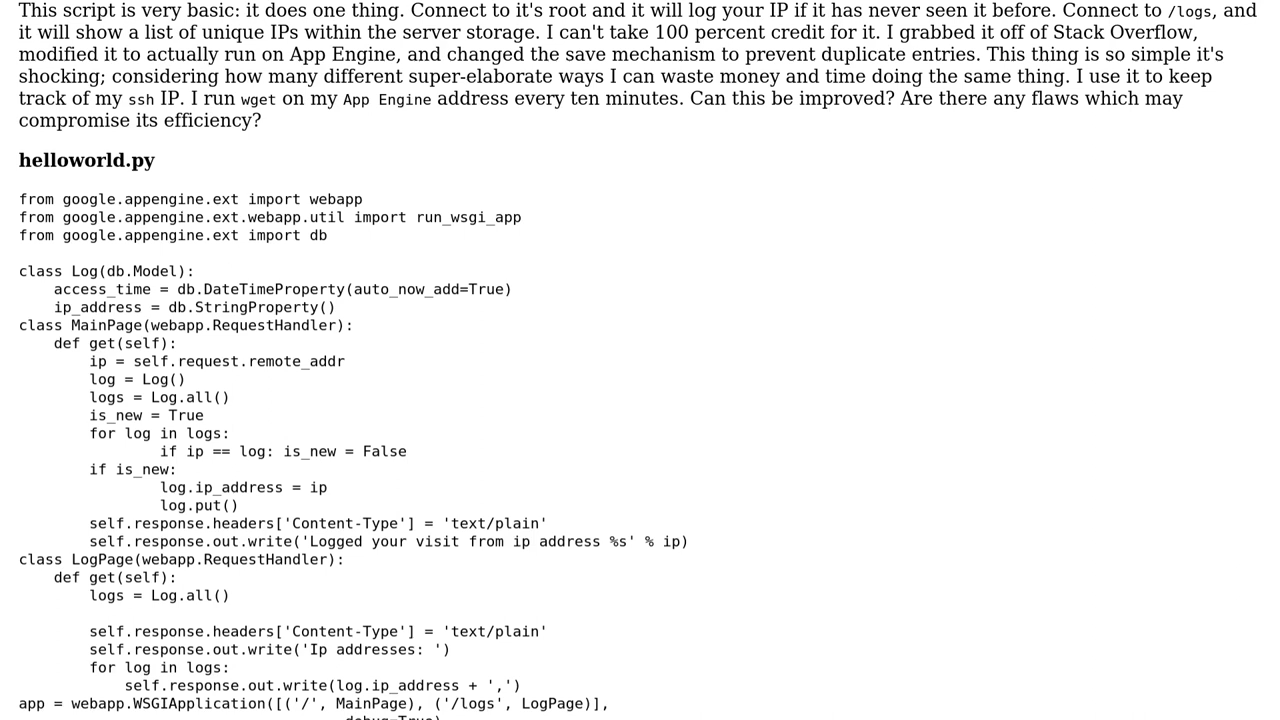 This script is very basic: it does one thing. Connect to it's root and it will log your IP if it has never seen it before. Connect to /logs, and
it will show a list of unique IPs within the server storage. I can't take 100 percent credit for it. I grabbed it off of Stack Overflow,
modified it to actually run on App Engine, and changed the save mechanism to prevent duplicate entries. This thing is so simple it's
shocking; considering how many different super-elaborate ways I can waste money and time doing the same thing. I use it to keep
track of my ssh IP. I run wget on my App Engine address every ten minutes. Can this be improved? Are there any flaws which may
compromise its efficiency?
helloworld.py
from google.appengine.ext import webapp
from google.appengine.ext.webapp.util import run_wsgi_app
from google.appengine.ext import db
class Log(db.Model):
    access_time = db.DateTimeProperty(auto_now_add=True)
    ip_address = db.StringProperty()
class MainPage(webapp.RequestHandler):
    def get(self):
        ip = self.request.remote_addr
        log = Log()
        logs = Log.all()
        is_new = True
        for log in logs:
                if ip == log: is_new = False
        if is_new:
                log.ip_address = ip
                log.put()
        self.response.headers['Content-Type'] = 'text/plain'
        self.response.out.write('Logged your visit from ip address %s' % ip)
class LogPage(webapp.RequestHandler):
    def get(self):
        logs = Log.all()
        self.response.headers['Content-Type'] = 'text/plain'
        self.response.out.write('Ip addresses: ')
        for log in logs:
            self.response.out.write(log.ip_address + ',')
app = webapp.WSGIApplication([('/', MainPage), ('/logs', LogPage)],
                                     debug=True)